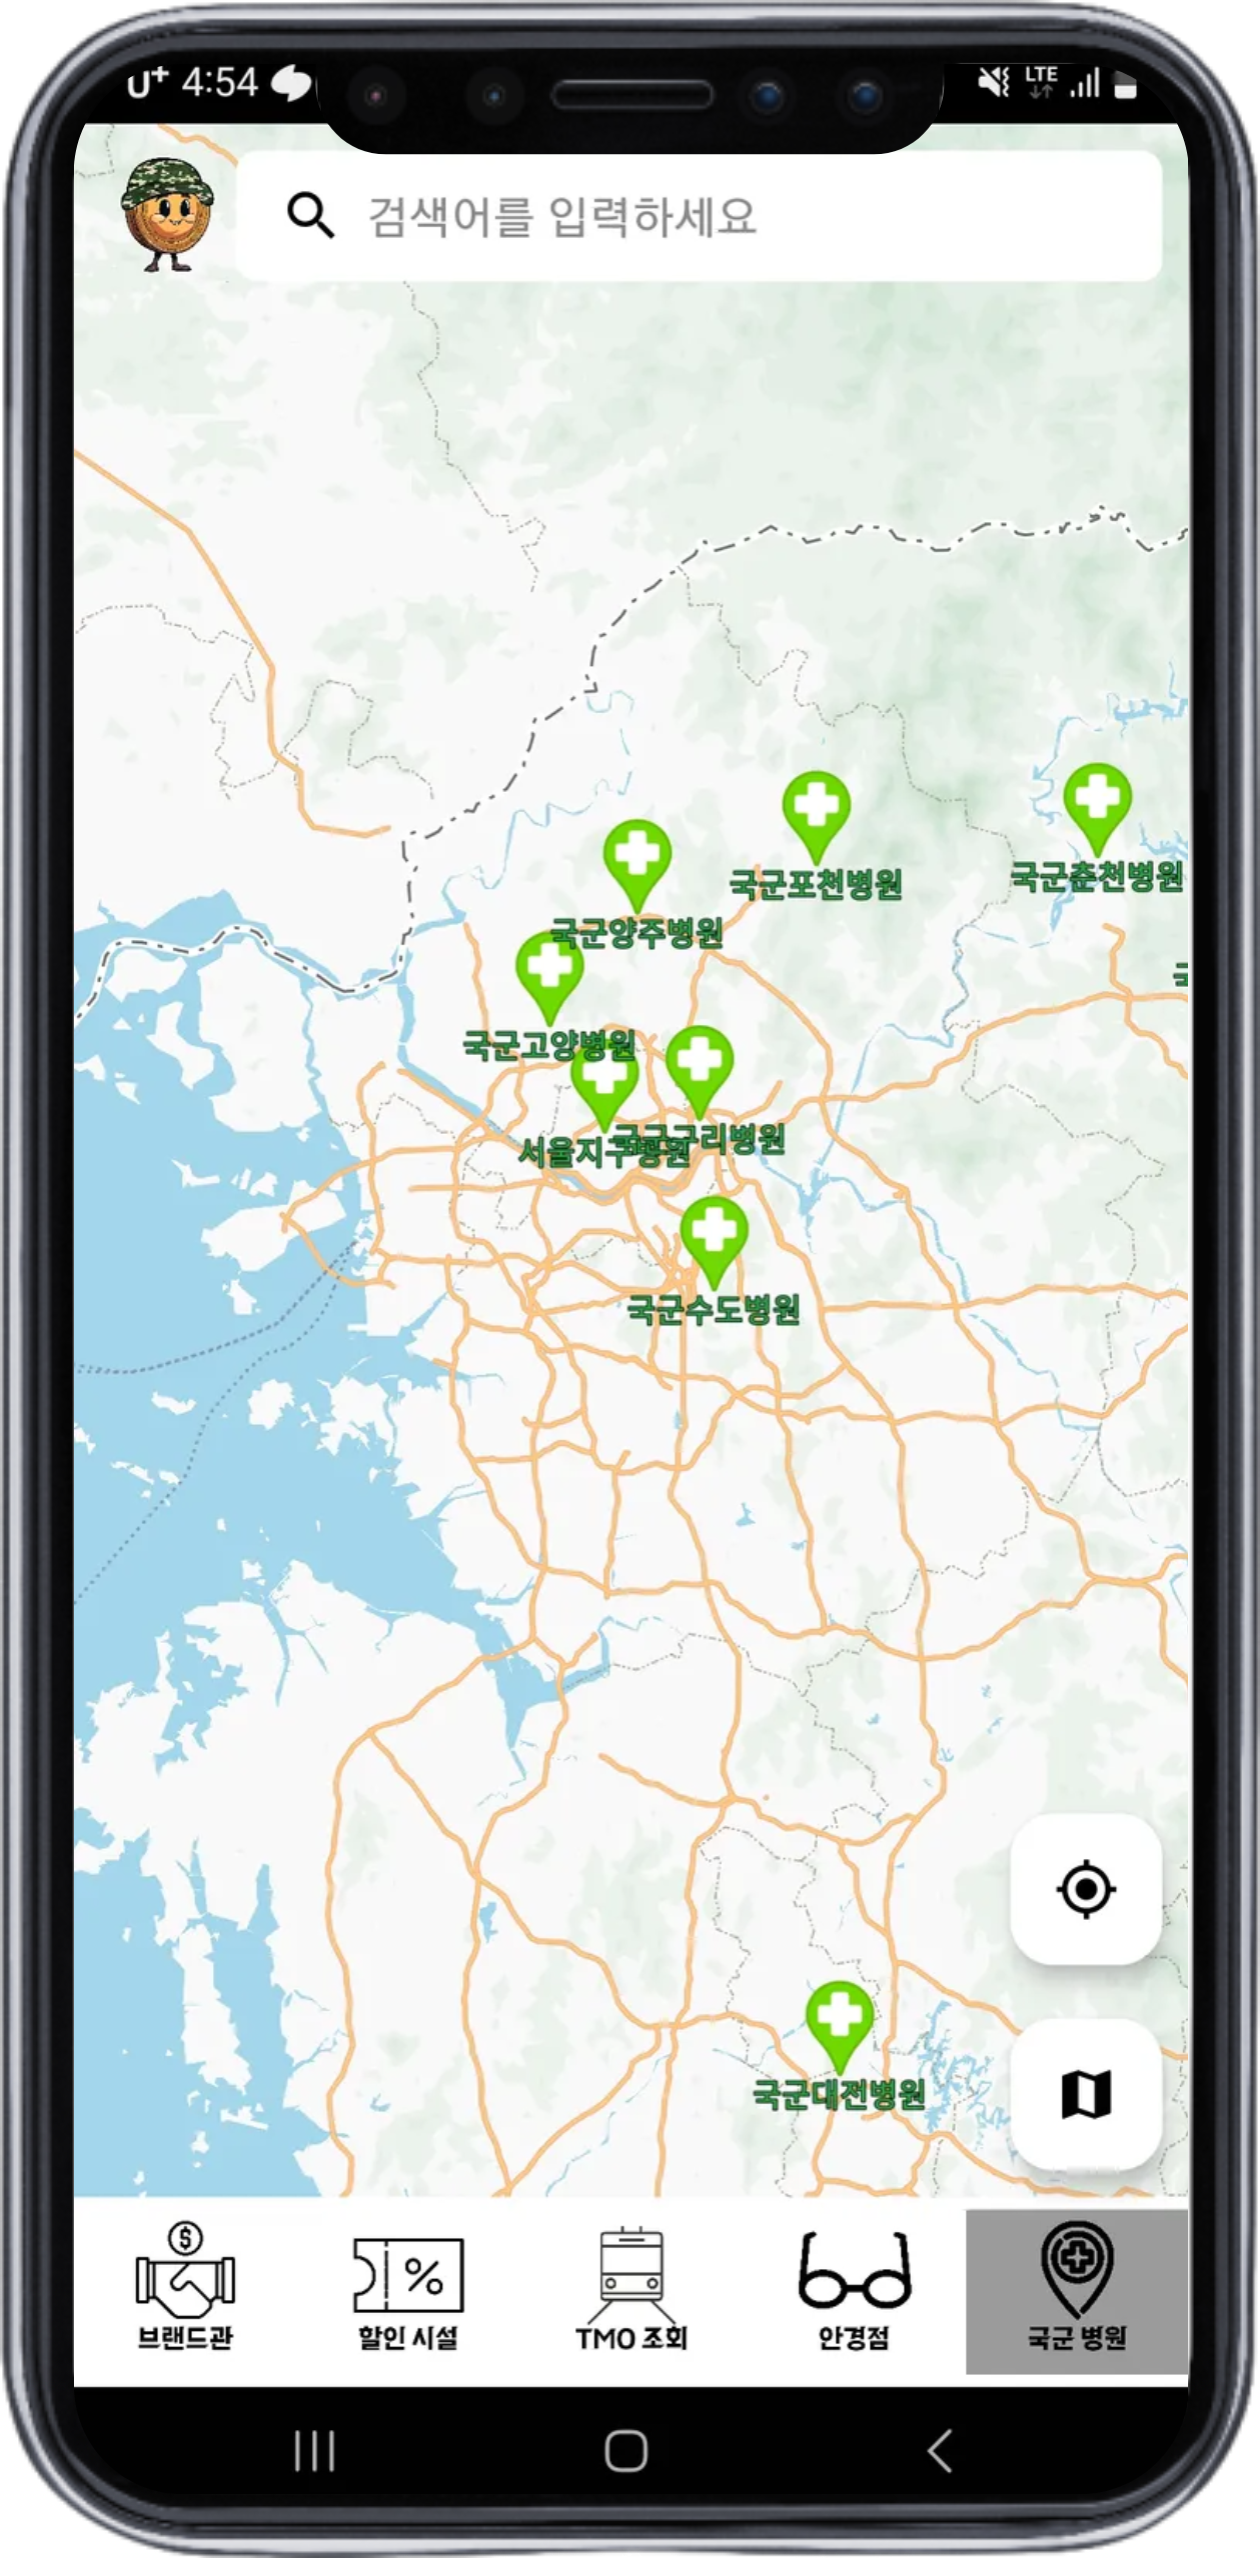 U+ 4:54
LTE
검색어를 입력하세요
국군포천병원
국군춘천병원
국군양주병원
국군고양병원
국군구리병원
서울지구병원
국군수도병원
국군대전병원
$
%
브랜드관
할인 시설
TMO 조회
안경점
국군 병원